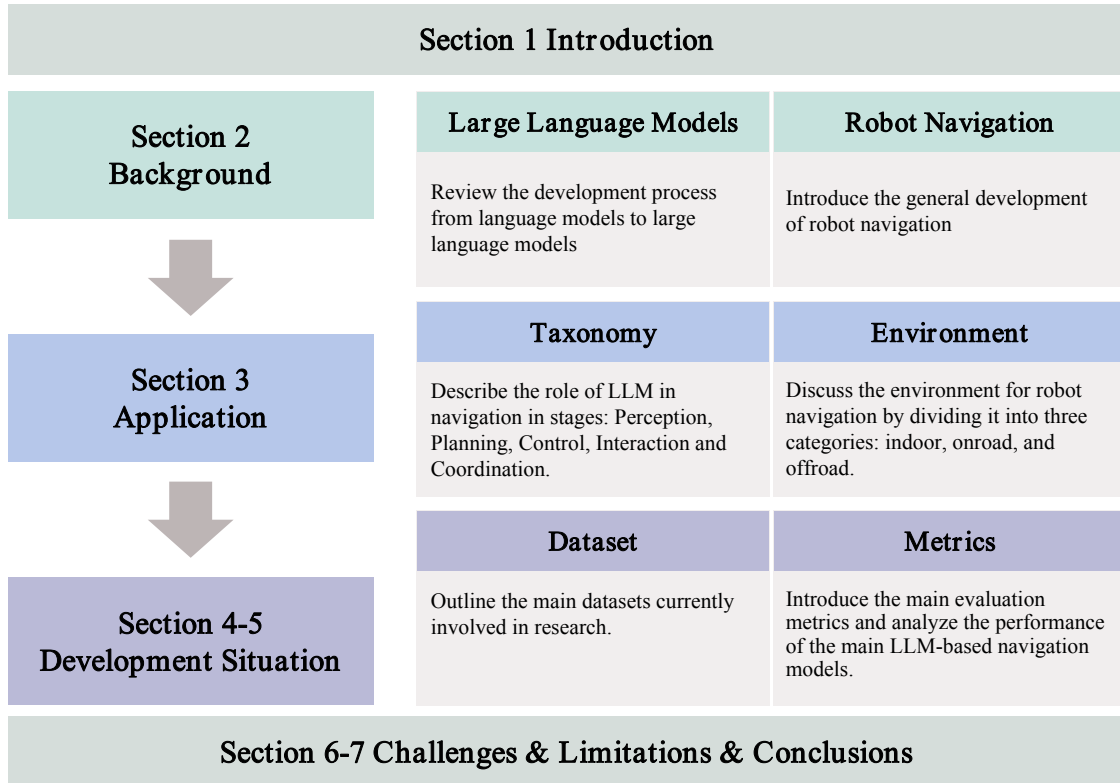 Section 1 Introduction
Section 2
Background
Large Language Models
Review the development process
from language models to large
language models
Robot Navigation
Introduce the general development
of robot navigation
Section 3
Application
Taxonomy
Describe the role of LLM in
navigation in stages: Perception,
Planning, Control, Interaction and
Coordination.
Environment
Discuss the environment for robot
navigation by dividing it into three
categories: indoor, onroad, and
offroad.
Section 4-5
Development Situation
Dataset
Outline the main datasets currently
involved in research.
Metrics
Introduce the main evaluation
metrics and analyze the performance
of the main LLM-based navigation
models.
Section 6-7 Challenges & Limitations & Conclusions